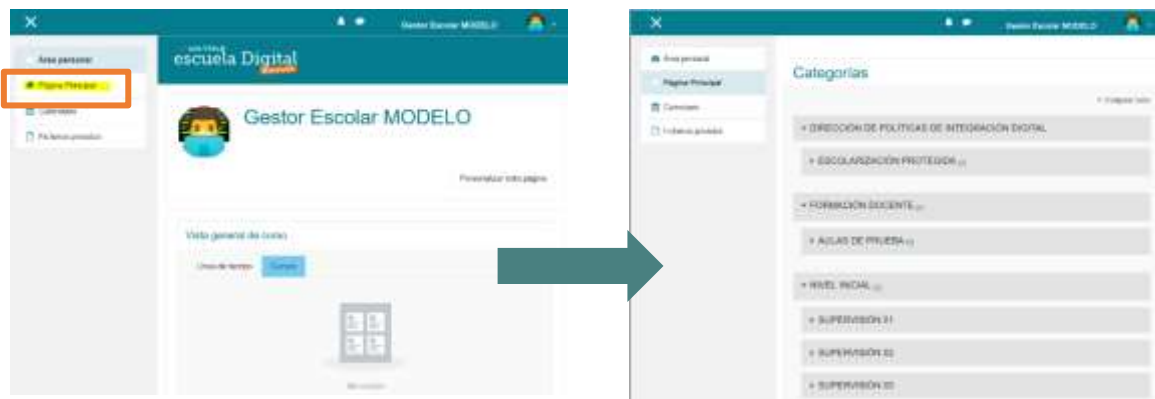 Gestor Escolar MODELO
Area personal
Página Principal
Calendario
Ficheros privados
escuela Digital
Gestor Escolar MODELO
Personalizar esta página
Vista general de curso
Línea de tiempo Cursos
Gestor Escolar MODELO
Área personal
Página Principal
Calendario
Ficheros privados
Categorías
DIRECCIÓN DE POLITICAS DE INTEGRACIÓN DIGITAL
ESCOLARIZACIÓN PROTEGIDA
FORMACIÓN DOCENTE
AULAS DE PRUEBA
NIVEL INICIAL
SUPERVISIÓN 01
SUPERVISIÓN 02
SUPERVISIÓN 03